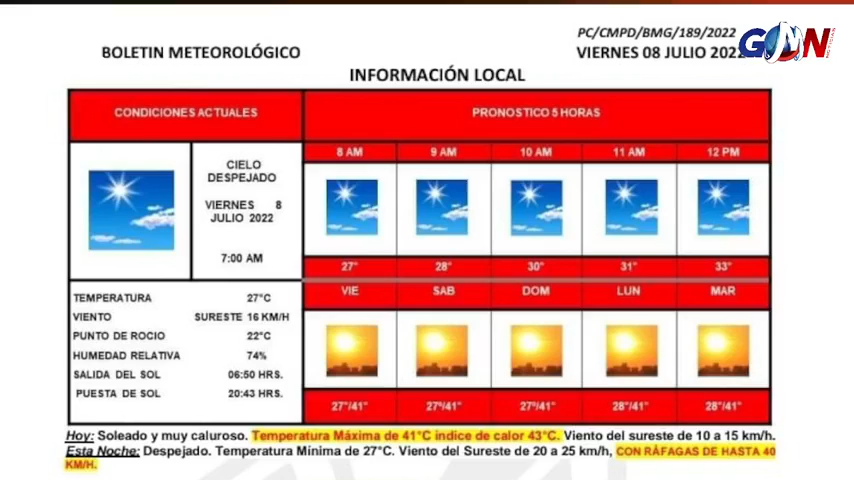 PC/CMPD/BMG/189/2022
BOLETIN METEOROLÓGICO
VIERNES 08 JULIO 2022
GNN
NOTICIAS
INFORMACIÓN LOCAL
CONDICIONES ACTUALES
PRONOSTICO 5 HORAS
8 AM 9 AM 10 AM 11 AM 12 PM
CIELO
DESPEJADO
VIERNES 8
JULIO 2022
7:00 AM
27° 28° 30° 31° 33°
VIE SAB DOM LUN MAR
TEMPERATURA 27°C
VIENTO SURESTE 16 KM/H
PUNTO DE ROCIO 22°C
HUMEDAD RELATIVA 74%
SALIDA DEL SOL 06:50 HRS.
PUESTA DE SOL 20:43 HRS.
27°/41° 27º/41° 27º/41° 28°/41° 28°/41°
Hoy: Soleado y muy caluroso. Temperatura Máxima de 41°C índice de calor 43°C. Viento del sureste de 10 a 15 km/h.
Esta Noche: Despejado. Temperatura Mínima de 27°C. Viento del Sureste de 20 a 25 km/h, CON RÁFAGAS DE HASTA 40
KM/H.